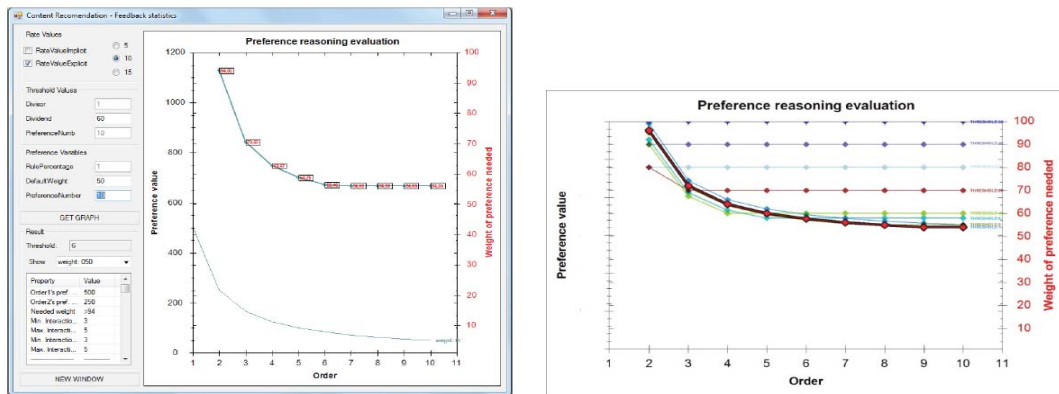 Content Recomendation - Feedback statistics
Rate Values
RateValueImplicit
RateValueExplicit
5
10
15
Threshold Values
Divisor 1
Dividend 60
PreferenceNumb 10
Preference Variables
RulePercentage 1
DefaultWeight 50
PreferenceNumber 10
GET GRAPH
Result
Threshold: 6
Show weight: 050
Property Value
Order1's pref. ... 500
Order2's pref. ... 250
Needed weight >94
Min. Interactio... 3
Max. Interacti... 5
Min. Interactio... 3
Max. Interacti... 5
NEW WINDOW
Preference reasoning evaluation
1200
1000
800
600
400
200
0
Preference value
100
90
80
70
60
50
40
30
20
10
0
Weight of preference needed
1 2 3 4 5 6 7 8 9 10 11
Order
Preference reasoning evaluation
Preference value
100
90
80
70
60
50
40
30
20
10
Weight of preference needed
1 2 3 4 5 6 7 8 9 10 11
Order